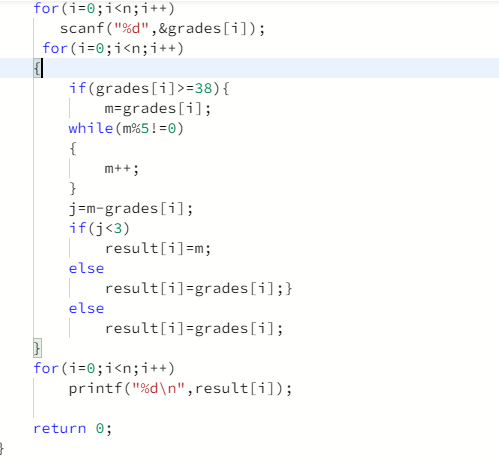 for(i=0;i<n;i++)
scanf("%d",&grades[i]);
for(i=0;i<n;i++)
{
if(grades[i]>=38){
m=grades[i];
while(m%5!=0)
{
m++;
}
j=m-grades[i];
if(j<3)
result[i]=m;
else
result[i]=grades[i];}
else
result[i]=grades[i];
}
for(i=0;i<n;i++)
printf("%d\n",result[i]);
return 0;
}